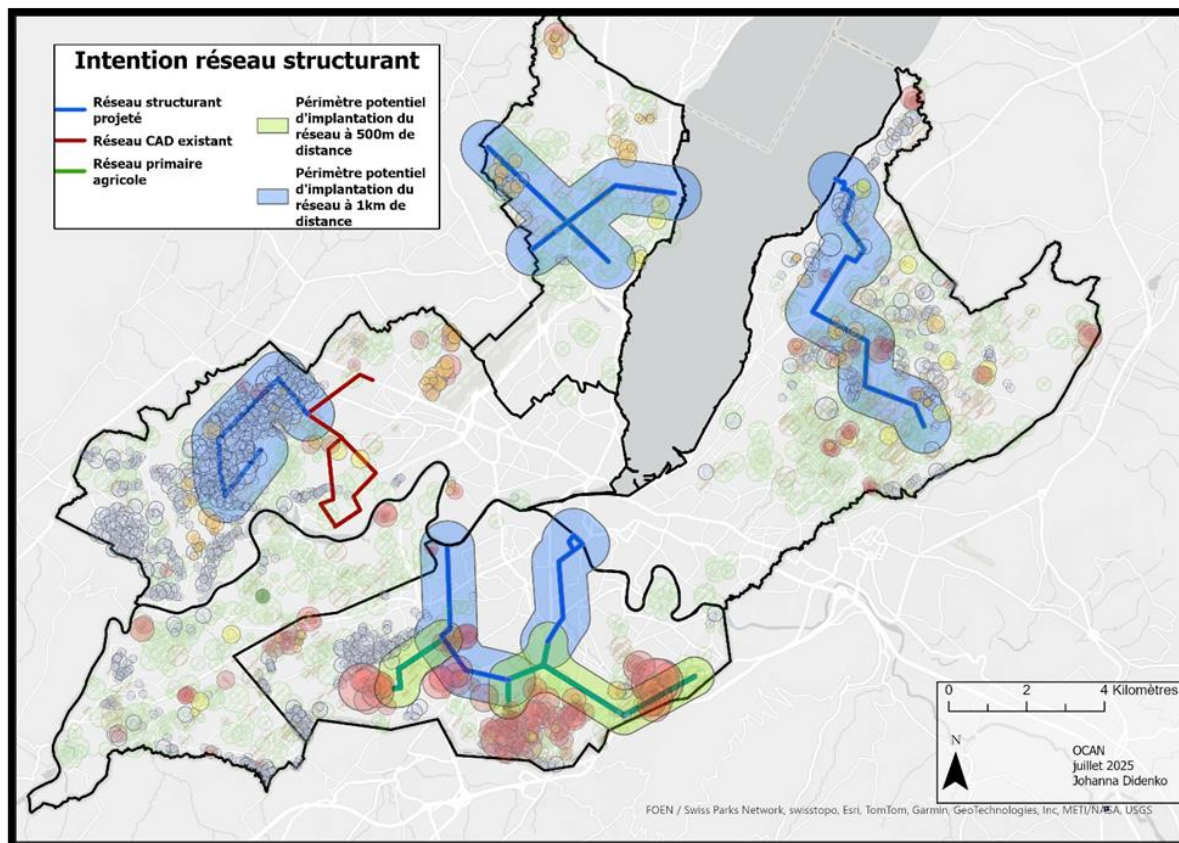 Intention réseau structurant
Réseau structurant
projeté
Réseau CAD existant
Réseau primaire
agricole
Périmètre potentiel
d'implantation du
réseau à 500m de
distance
Périmètre potentiel
d'implantation du
réseau à 1km de
distance
0 2 4 Kilomètres
N
OCAN
juillet 2025
Johanna Didenko
FOEN / Swiss Parks Network, swisstopo, Esri, TomTom, Garmin, GeoTechnologies, Inc, METI/NASA, USGS